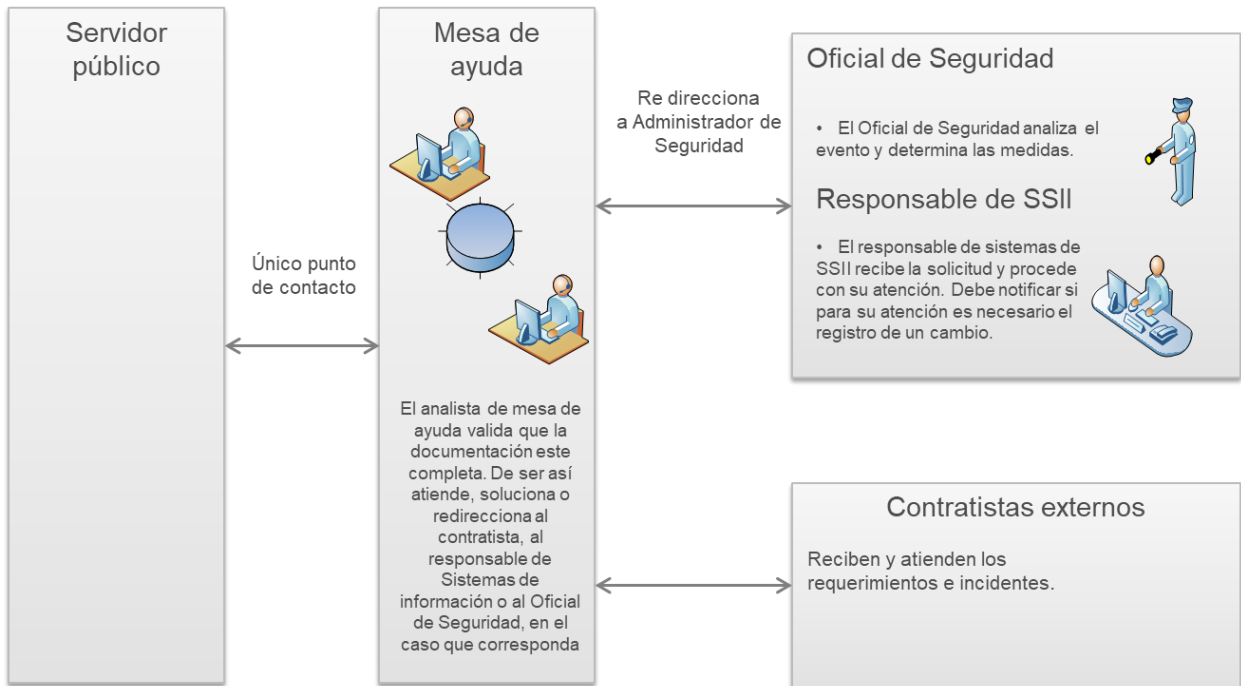 Servidor
público
Único punto
de contacto
Mesa de
ayuda
El analista de mesa de
ayuda valida que la
documentación este
completa. De ser así
atiende, soluciona o
redirecciona al
contratista, al
responsable de
Sistemas de
información o al Oficial
de Seguridad, en el
caso que corresponda
Re direcciona
a Administrador de
Seguridad
Oficial de Seguridad
• El Oficial de Seguridad analiza el
evento y determina las medidas.
Responsable de SSII
• El responsable de sistemas de
SSII recibe la solicitud y procede
con su atención. Debe notificar si
para su atención es necesario el
registro de un cambio.
Contratistas externos
Reciben y atienden los
requerimientos e incidentes.